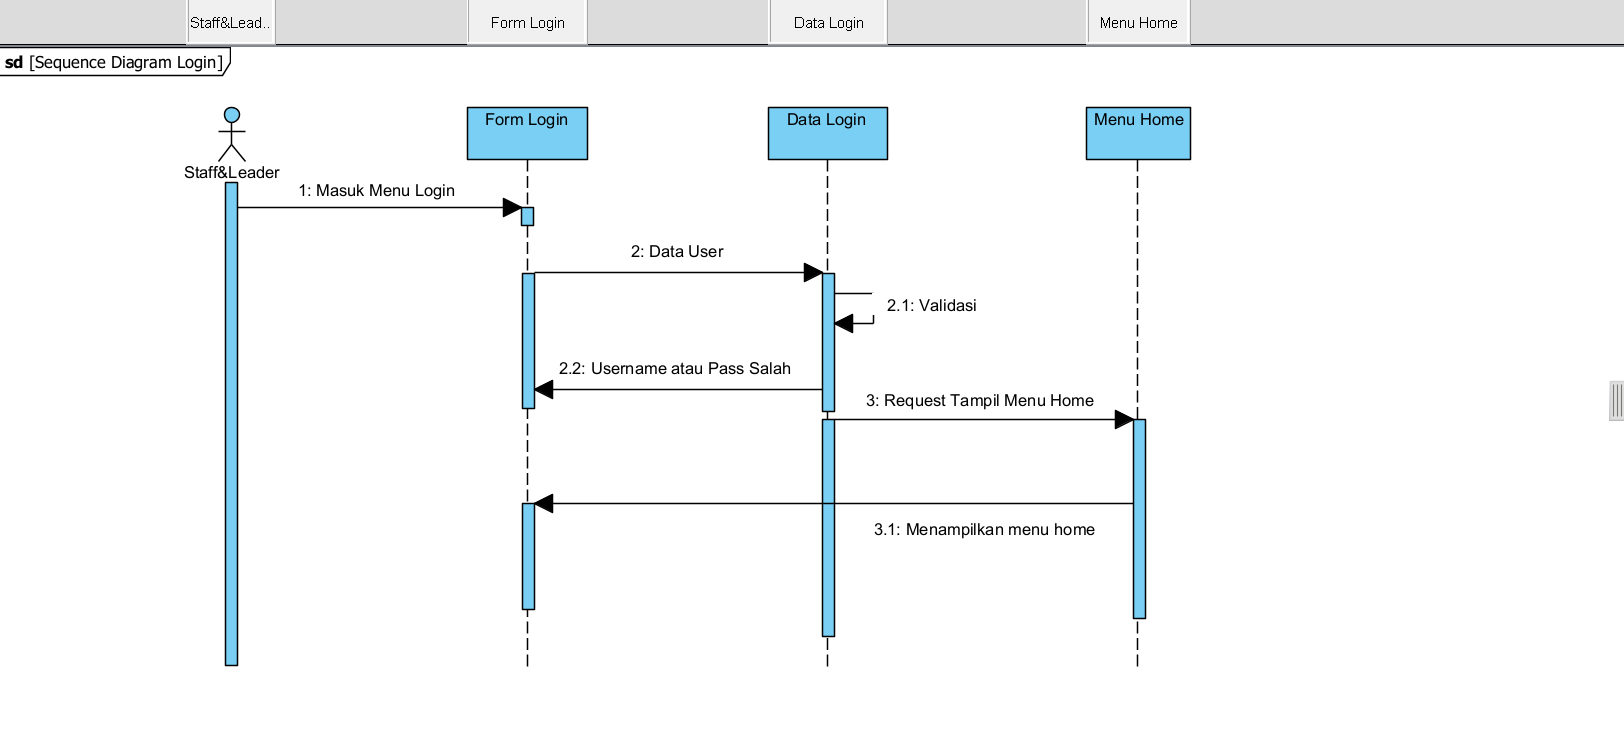 Staff&Lead..
Form Login
Data Login
Menu Home
sd [Sequence Diagram Login]
Form Login
Data Login
Menu Home
Staff&Leader
1: Masuk Menu Login
2: Data User
2.1: Validasi
2.2: Username atau Pass Salah
3: Request Tampil Menu Home
3.1: Menampilkan menu home